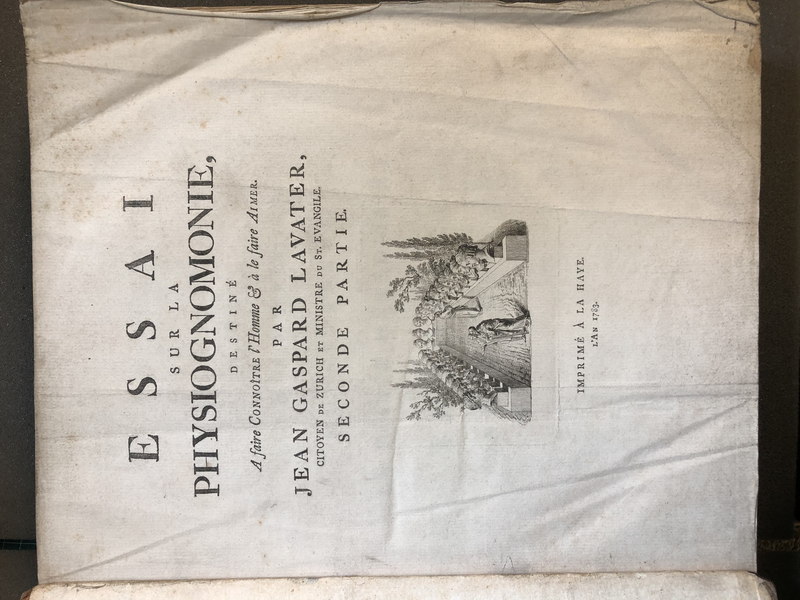 ESSAI
SUR LA
PHYSIOGNOMONIE,
DESTINÉ
A faire CONNOÎTRE l'Homme & à le faire AIMER.
PAR
JEAN GASPARD LAVATER,
CITOYEN DE ZURICH ET MINISTRE DU ST. EVANGILE.
SECONDE PARTIE.
IMPRIMÉ À LA HAYE.
L'AN 1783.